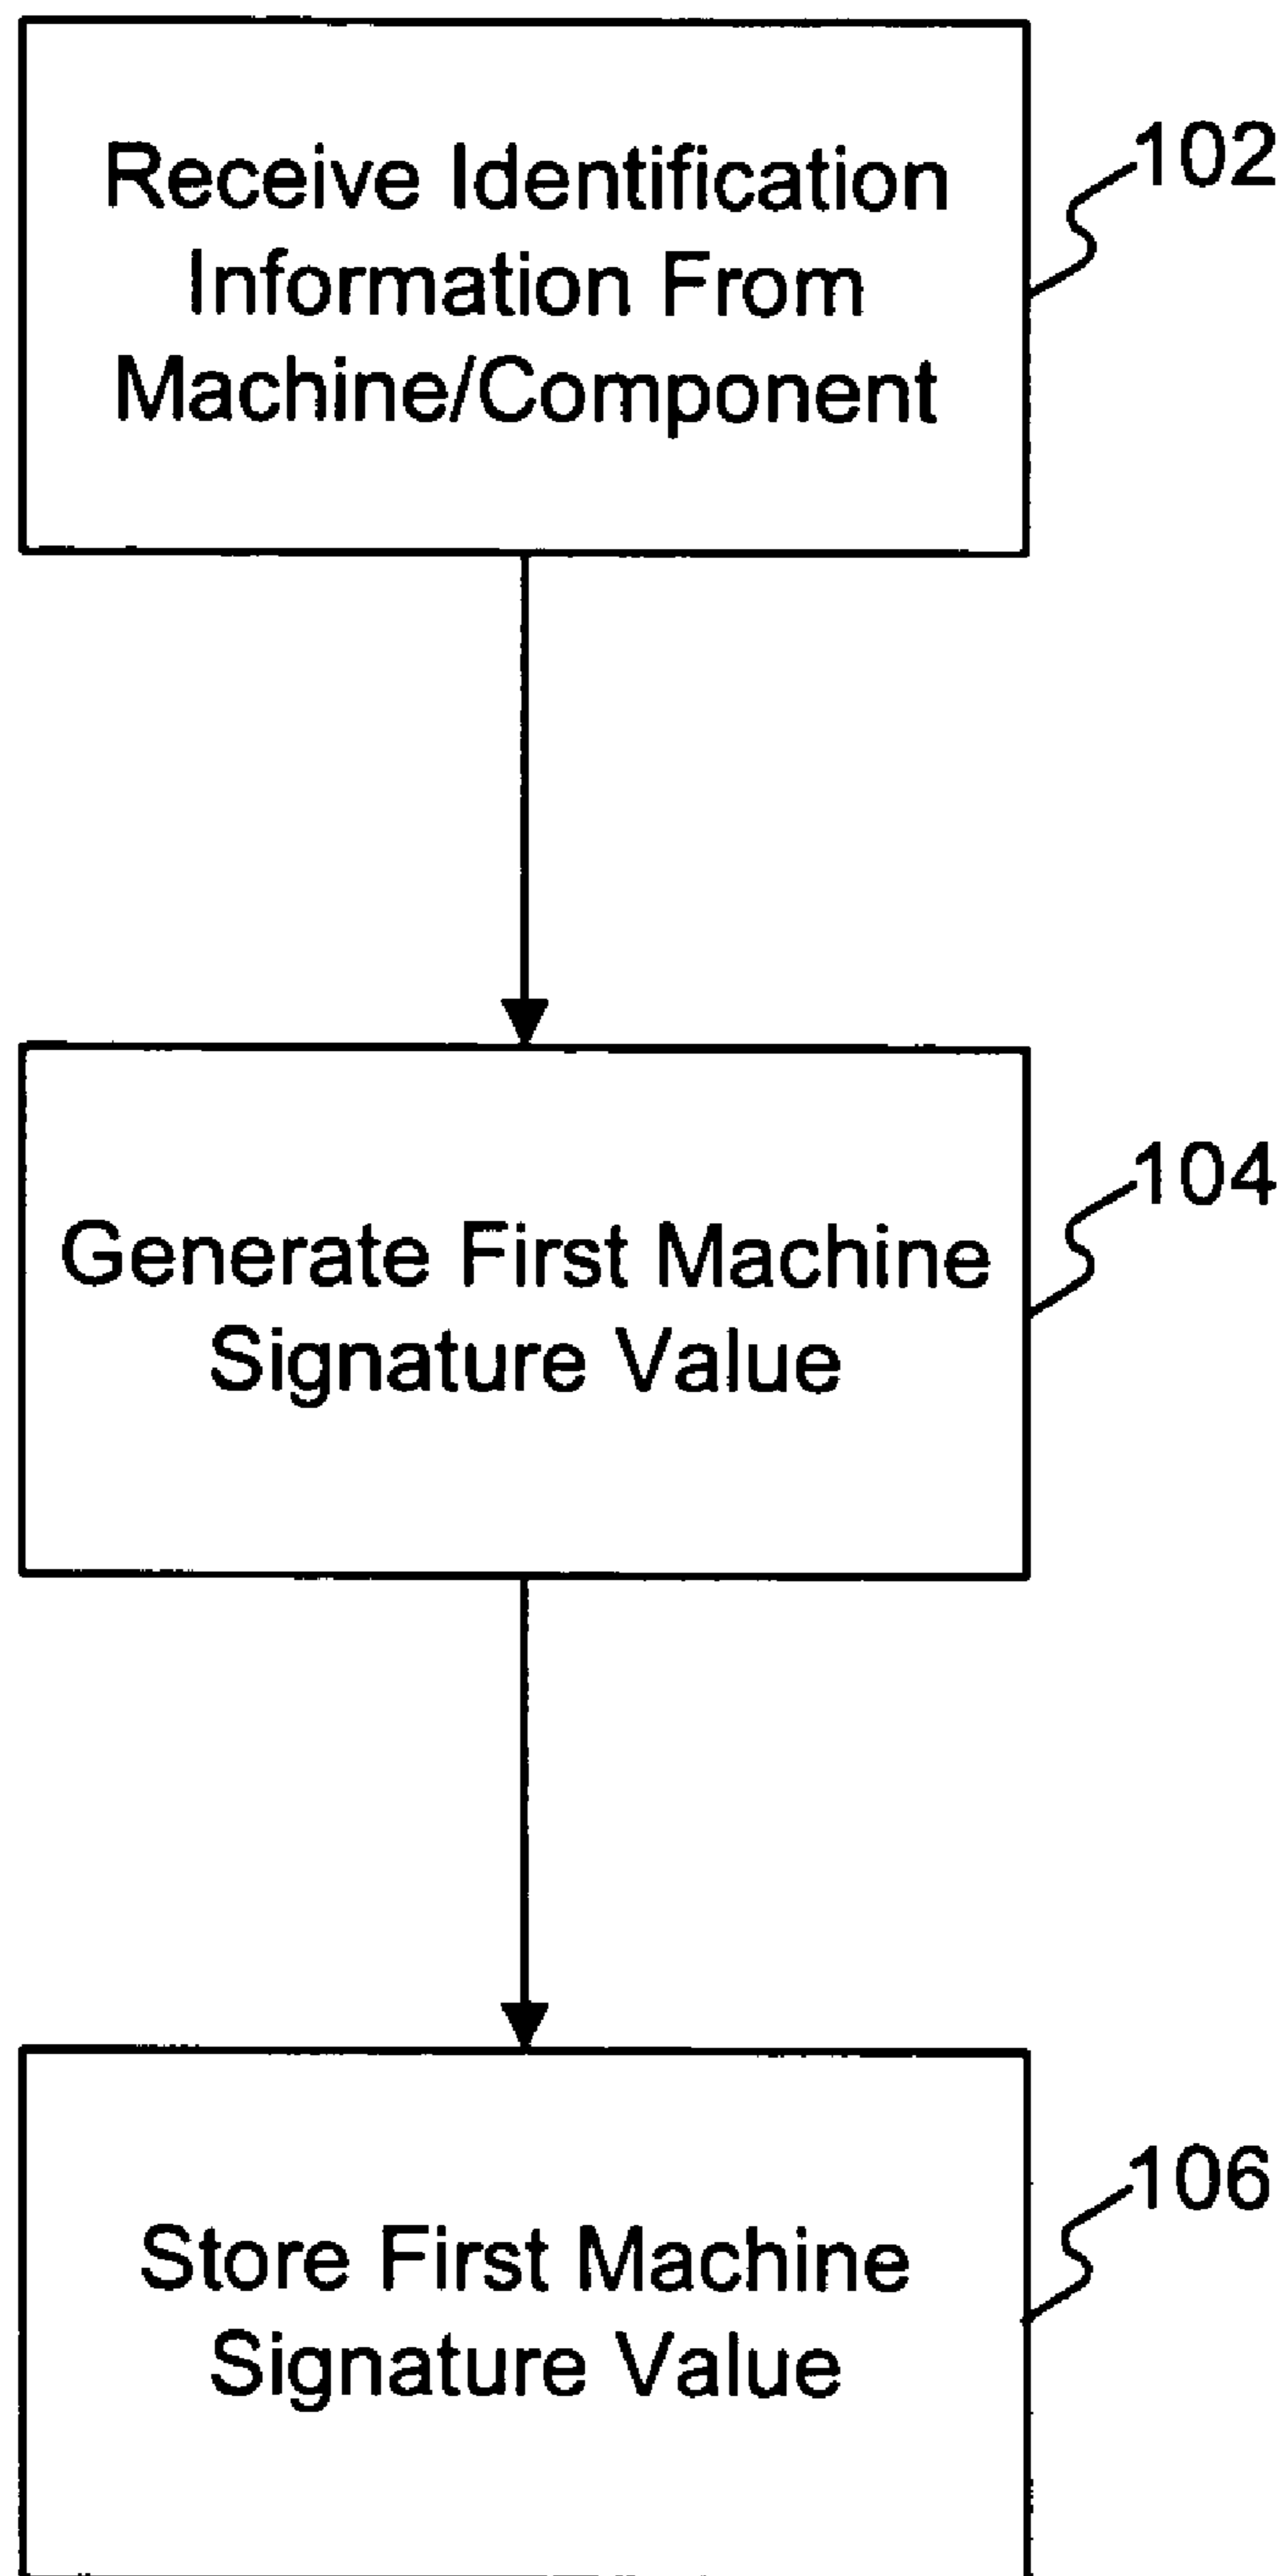 Receive Identification
Information From
Machine/Component
102
Generate First Machine
Signature Value
104
Store First Machine
Signature Value
106